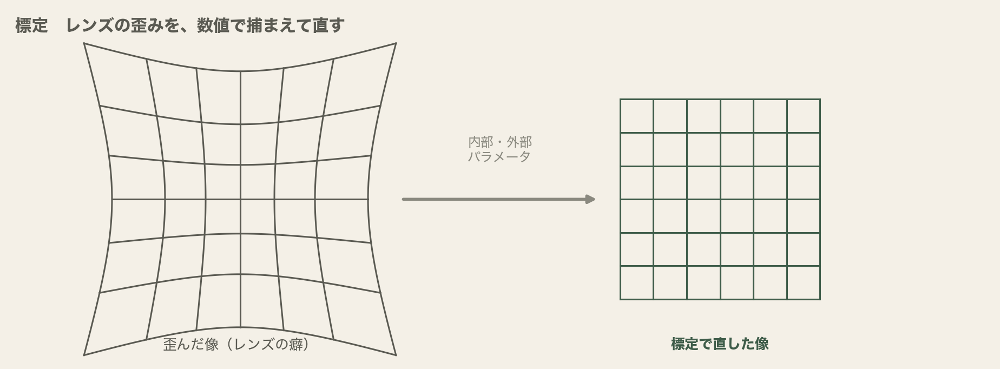 標定　レンズの歪みを、数値で捕まえて直す
内部・外部
パラメータ
歪んだ像（レンズの癖）
標定で直した像